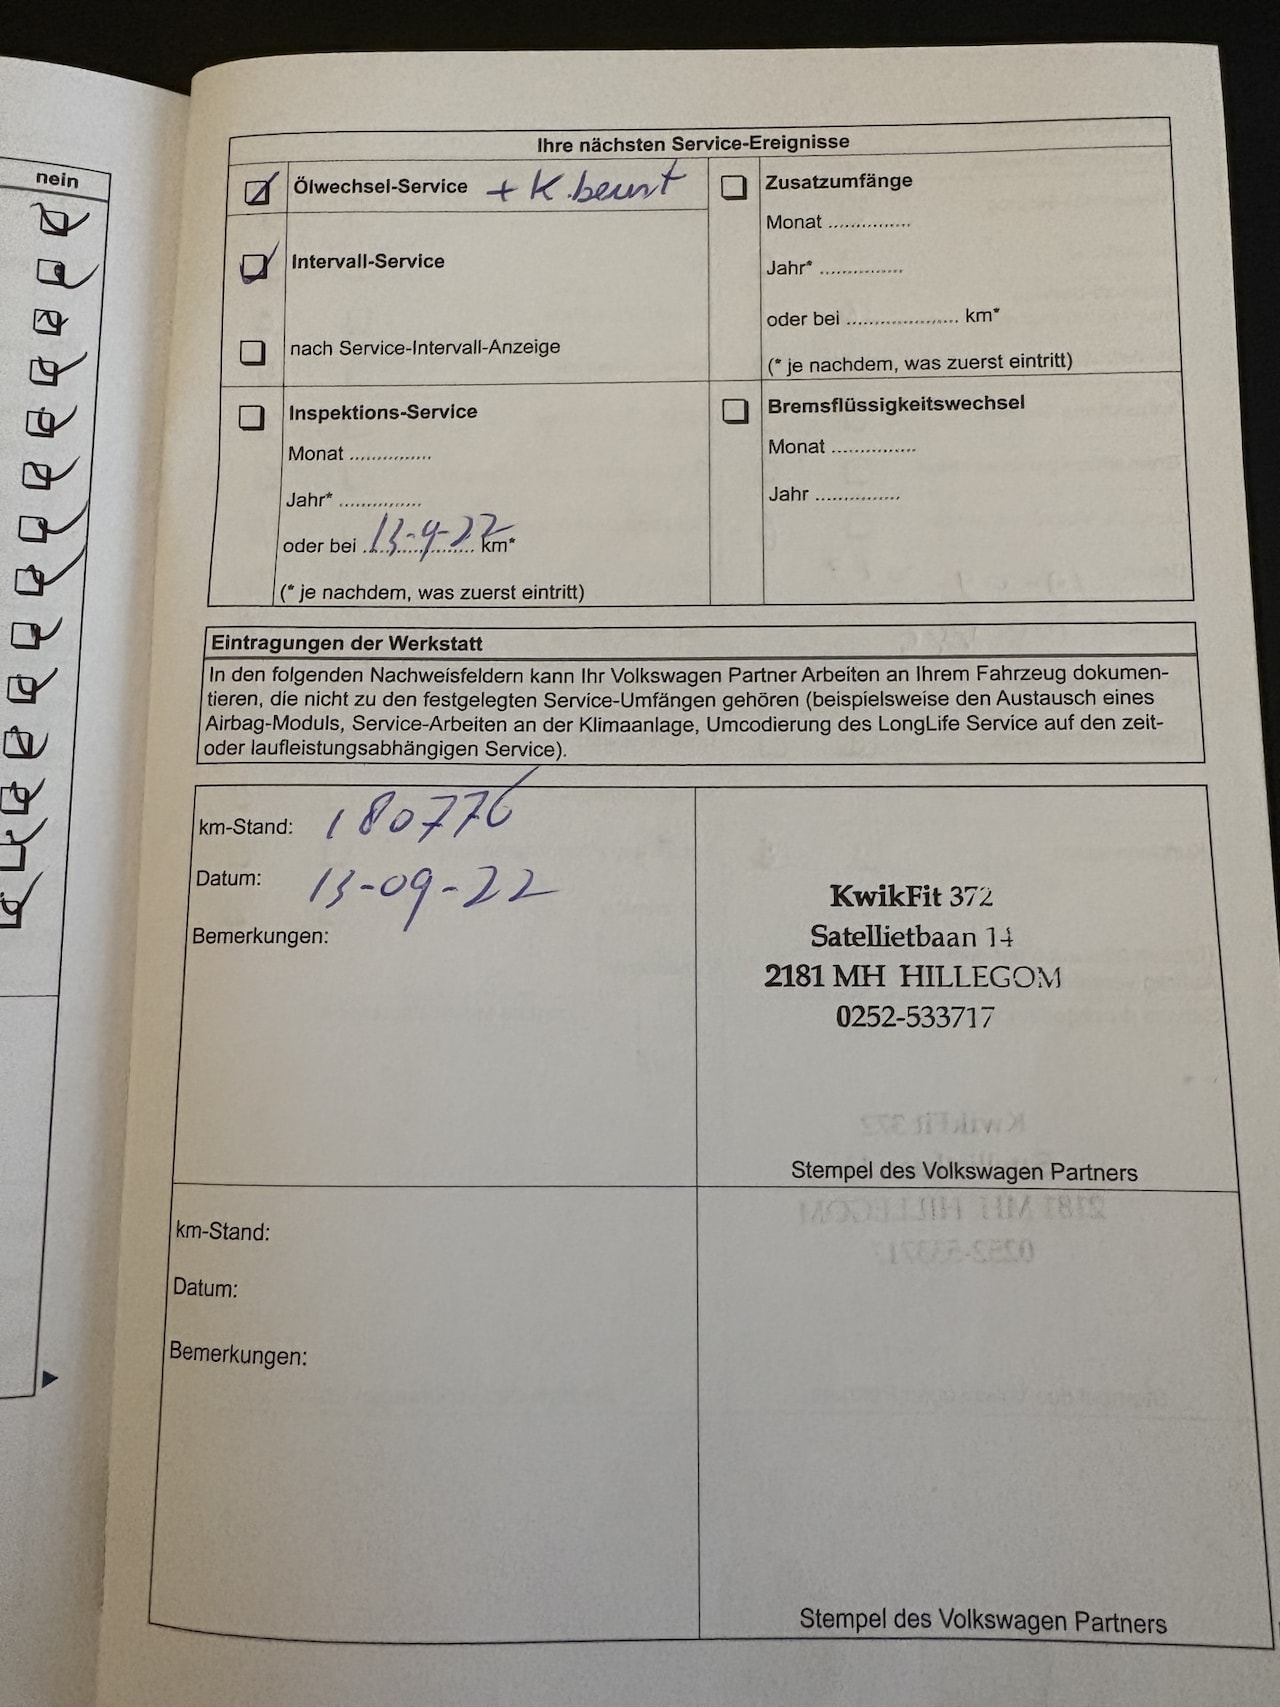 nein
Ihre nächsten Service-Ereignisse
Ölwechsel-Service + K.beurt
Intervall-Service
nach Service-Intervall-Anzeige
Zusatzumfänge
Monat ...............
Jahr* ...............
oder bei .................... km*
(* je nachdem, was zuerst eintritt)
Inspektions-Service
Monat ...............
Jahr* ...............
oder bei 13-9-22 km*
(* je nachdem, was zuerst eintritt)
Bremsflüssigkeitswechsel
Monat ...............
Jahr ...............
Eintragungen der Werkstatt
In den folgenden Nachweisfeldern kann Ihr Volkswagen Partner Arbeiten an Ihrem Fahrzeug dokumen-
tieren, die nicht zu den festgelegten Service-Umfängen gehören (beispielsweise den Austausch eines
Airbag-Moduls, Service-Arbeiten an der Klimaanlage, Umcodierung des LongLife Service auf den zeit-
oder laufleistungsabhängigen Service).
km-Stand: 180776
Datum: 13-09-22
Bemerkungen:
KwikFit 372
Satellietbaan 14
2181 MH HILLEGOM
0252-533717
Stempel des Volkswagen Partners
km-Stand:
Datum:
Bemerkungen:
Stempel des Volkswagen Partners